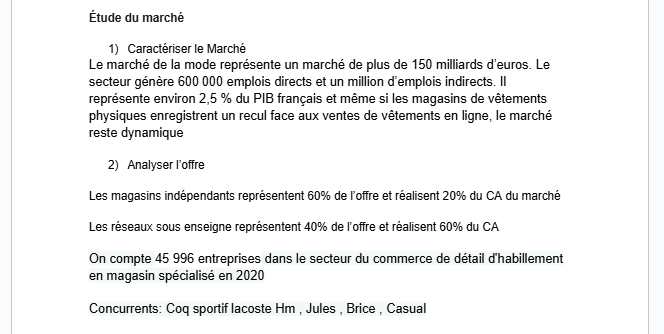 Étude du marché
1) Caractériser le Marché
Le marché de la mode représente un marché de plus de 150 milliards d’euros. Le
secteur génère 600 000 emplois directs et un million d’emplois indirects. Il
représente environ 2,5 % du PIB français et même si les magasins de vêtements
physiques enregistrent un recul face aux ventes de vêtements en ligne, le marché
reste dynamique
2) Analyser l’offre
Les magasins indépendants représentent 60% de l’offre et réalisent 20% du CA du marché
Les réseaux sous enseigne représentent 40% de l’offre et réalisent 60% du CA
On compte 45 996 entreprises dans le secteur du commerce de détail d'habillement
en magasin spécialisé en 2020
Concurrents: Coq sportif lacoste Hm , Jules , Brice , Casual